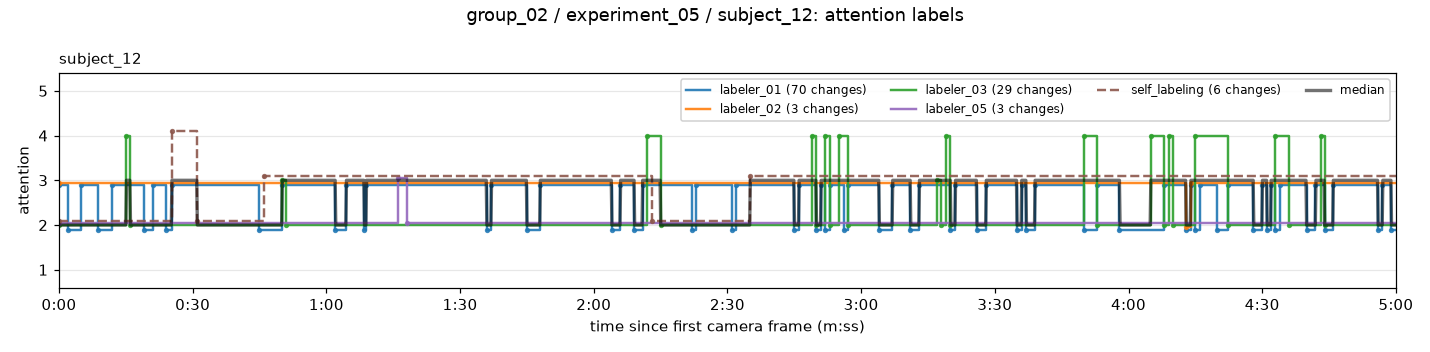 group_02 / experiment_05 / subject_12: attention labels
subject_12
labeler_01 (70 changes)
labeler_02 (3 changes)
labeler_03 (29 changes)
labeler_05 (3 changes)
self_labeling (6 changes)
median
attention
5
4
3
2
1
0:00 0:30 1:00 1:30 2:00 2:30 3:00 3:30 4:00 4:30 5:00
time since first camera frame (m:ss)